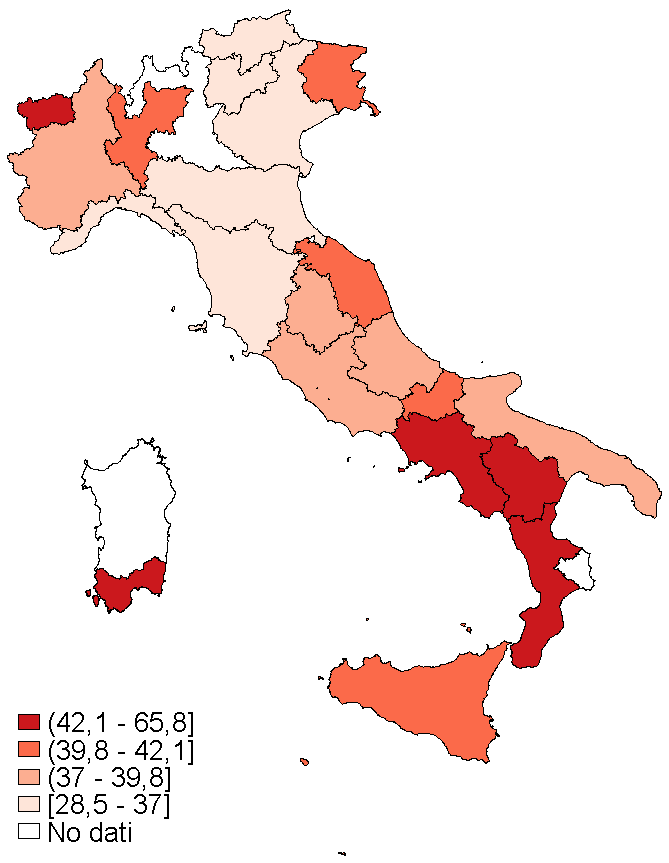 (42,1 - 65,8]
(39,8 - 42,1]
(37 - 39,8]
[28,5 - 37]
No dati